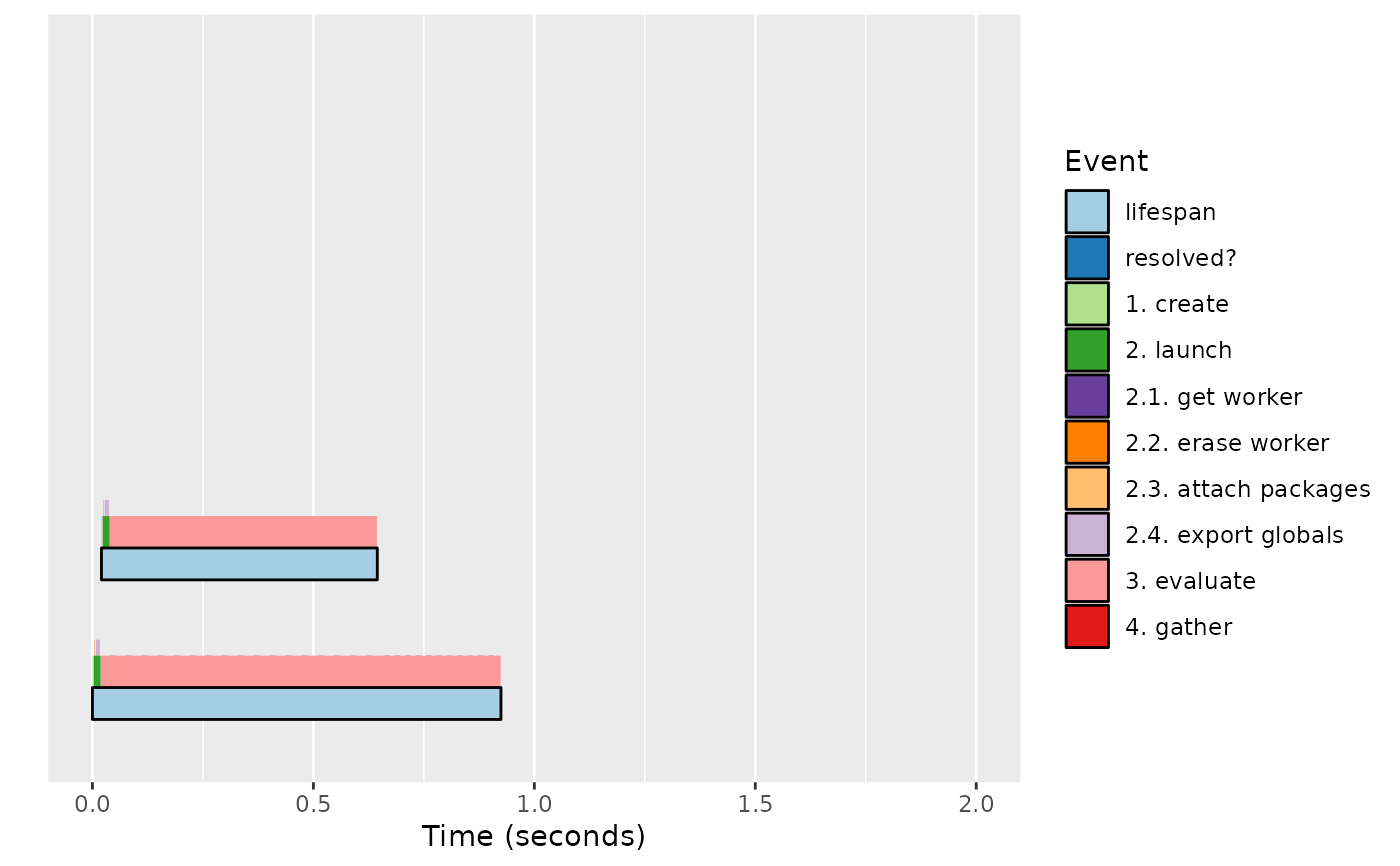 Event
lifespan
resolved?
1. create
2. launch
2.1. get worker
2.2. erase worker
2.3. attach packages
2.4. export globals
3. evaluate
4. gather
0.0 0.5 1.0 1.5 2.0
Time (seconds)